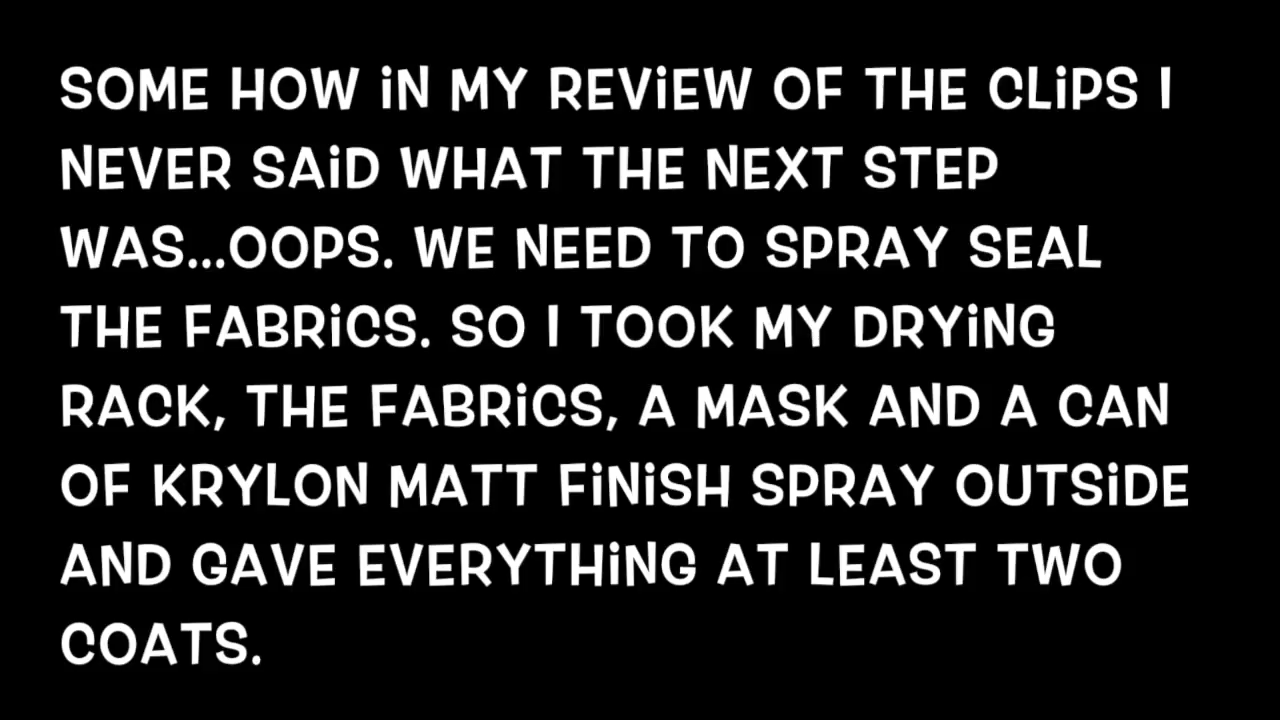 SOME HOW iN MY REViEW OF THE CLiPS I
NEVER SAiD WHAT THE NEXT STEP
WAS...OOPS. WE NEED TO SPRAY SEAL
THE FABRiCS. SO I TOOK MY DRYiNG
RACK, THE FABRiCS, A MASK AND A CAN
OF KRYLON MATT FiNiSH SPRAY OUTSiDE
AND GAVE EVERYTHiNG AT LEAST TWO
COATS.